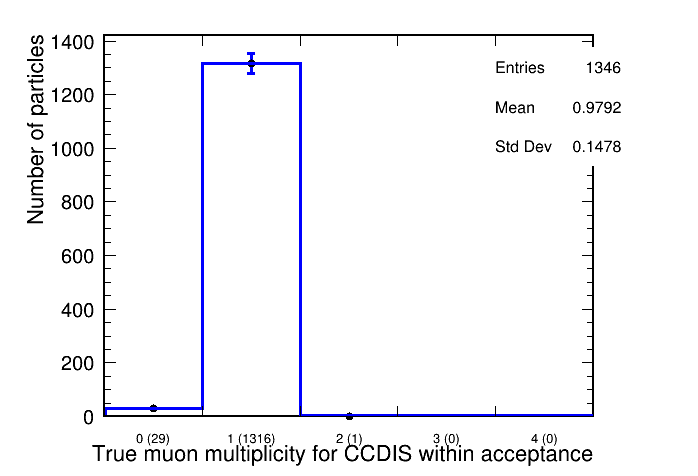 Number of particles
1400
1200
1000
800
600
400
200
0
Entries 1346
Mean 0.9792
Std Dev 0.1478
0 (29) 1 (1316) 2 (1) 3 (0) 4 (0)
True muon multiplicity for CCDIS within acceptance